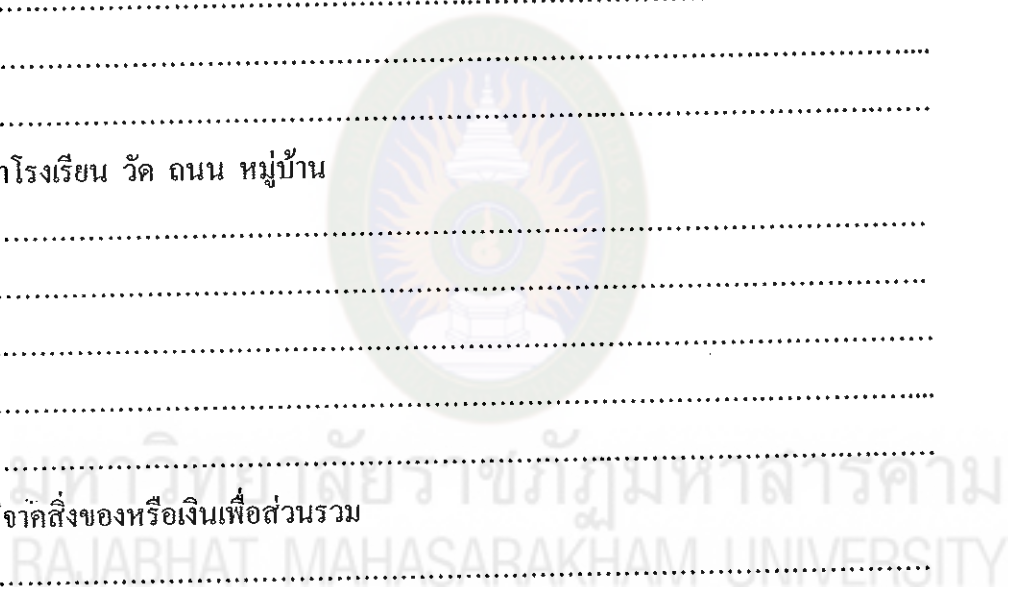 าโรงเรียน วัด ถนน หมู่บ้าน
จาคสิ่งของหรือเงินเพื่อส่วนรวม
มหาวิทยาลัยราชภัฏมหาสารคาม
RAJABHAT MAHASARAKHAM UNIVERSITY